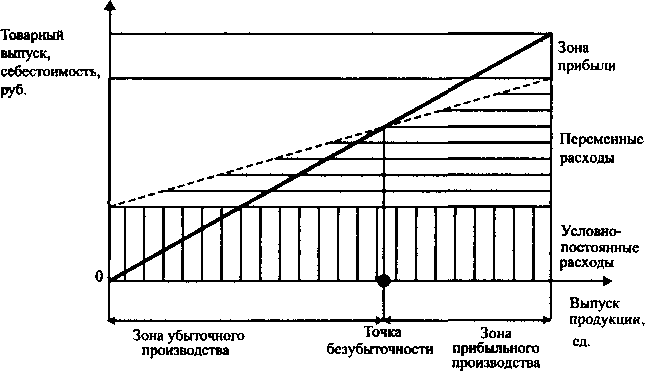 Товарный
выпуск,
себестоимость,
руб.
Зона
прибыли
Переменные
расходы
Условно-
постоянные
расходы
0
Выпуск
продукции,
ед.
Зона убыточного
производства
Точка
безубыточности
Зона
прибыльного
производства